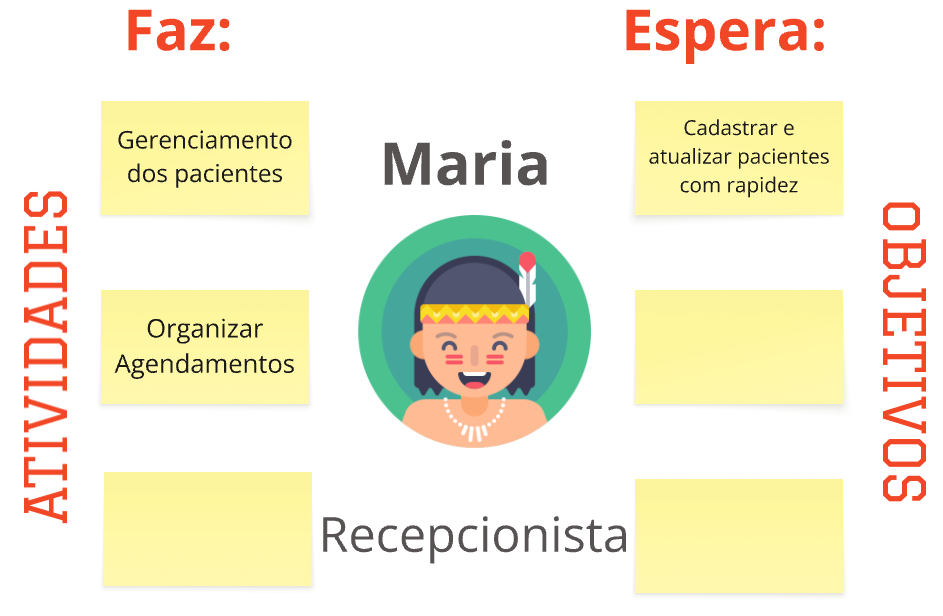 Faz:
Espera:
ATIVIDADES
Gerenciamento
dos pacientes
Organizar
Agendamentos
Maria
Recepcionista
Cadastrar e
atualizar pacientes
com rapidez
OBJETIVOS